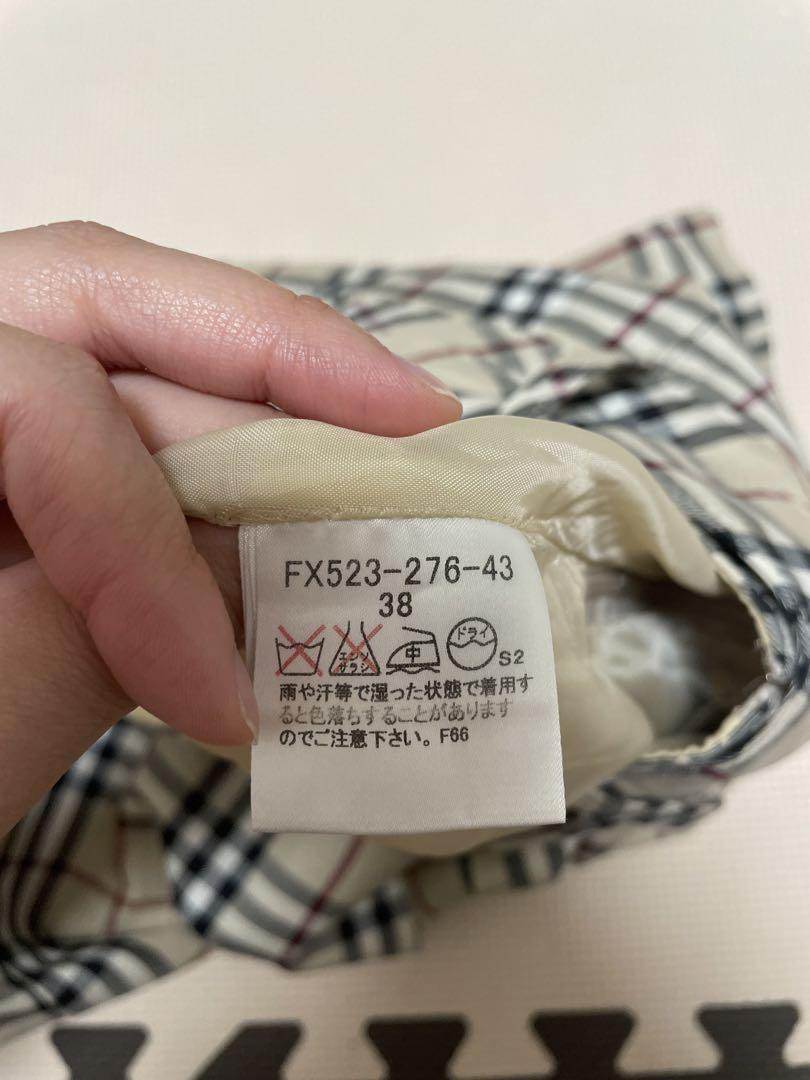 FX523-276-43
38
エンソ
サラシ
中
ドライ
S2
雨や汗等で湿った状態で着用す
ると色落ちすることがあります
のでご注意下さい。F66